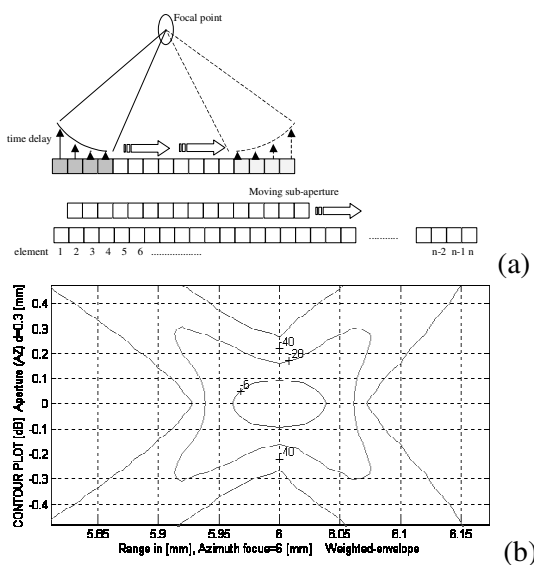 Focal point
time delay
Moving sub-aperture
element 1 2 3 4 5 6 .................... ........... n-2 n-1 n
(a)
CONTOUR PLOT [dB] Aperture (AZ) d=0.3 [mm]
0.4
0.3
0.2
0.1
0
-0.1
-0.2
-0.3
-0.4
-40
-20
-6
5.85 5.9 5.95 6 6.05 6.1 6.15
Range in [mm], Azimuth focus=6 [mm] Weighted-envelope
(b)